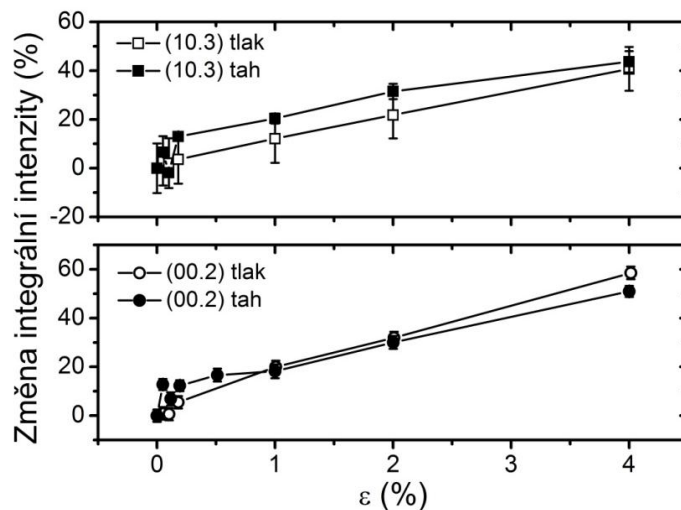 Změna integrální intenzity (%)
60
40
20
0
-20
(10.3) tlak
(10.3) tah
60
40
20
0
(00.2) tlak
(00.2) tah
0 1 2 3 4
ε (%)